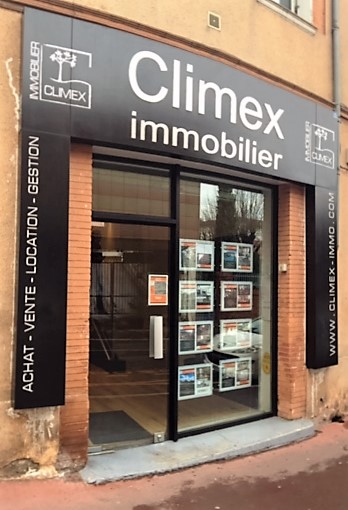 IMMOBILIER
CLIMEX
Climex
immobilier
IMMOBILIER
CLIMEX
ACHAT - VENTE - LOCATION - GESTION
WWW.CLIMEX-IMMO.COM